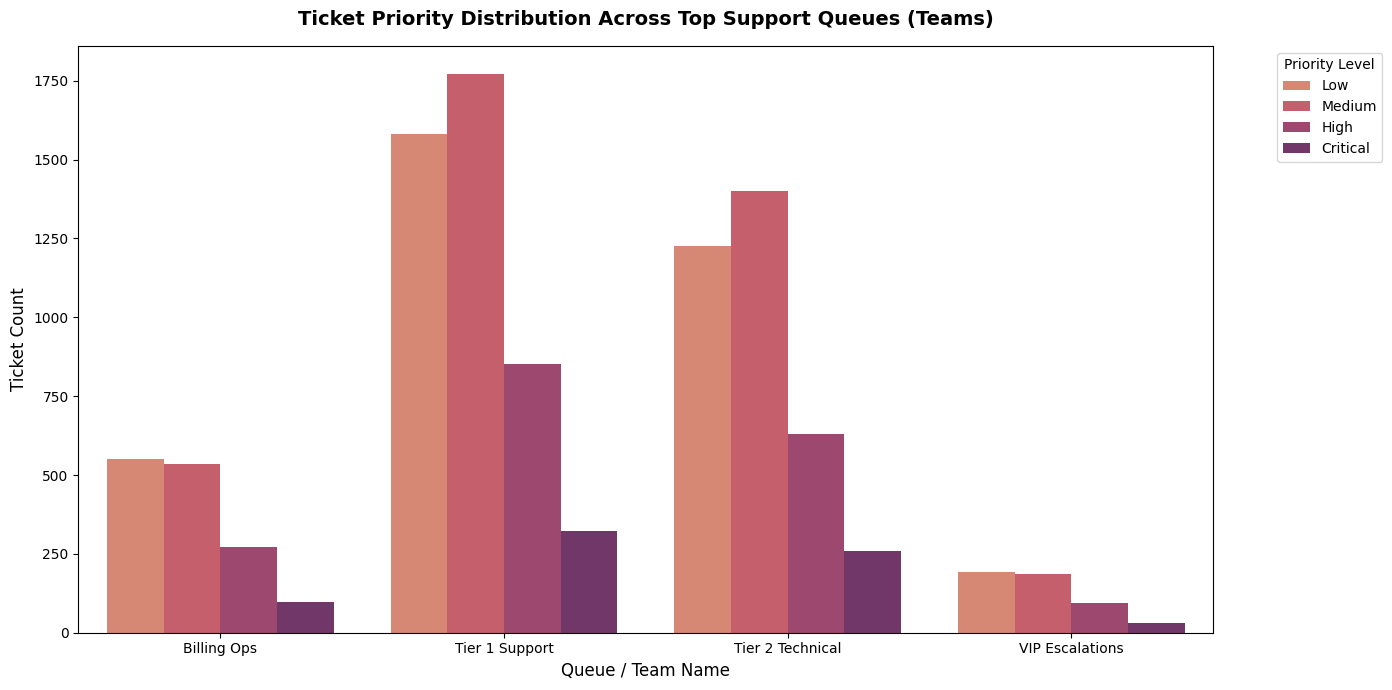 Ticket Priority Distribution Across Top Support Queues (Teams)
Priority Level
Low
Medium
High
Critical
Ticket Count
1750
1500
1250
1000
750
500
250
0
Billing Ops
Tier 1 Support
Tier 2 Technical
VIP Escalations
Queue / Team Name